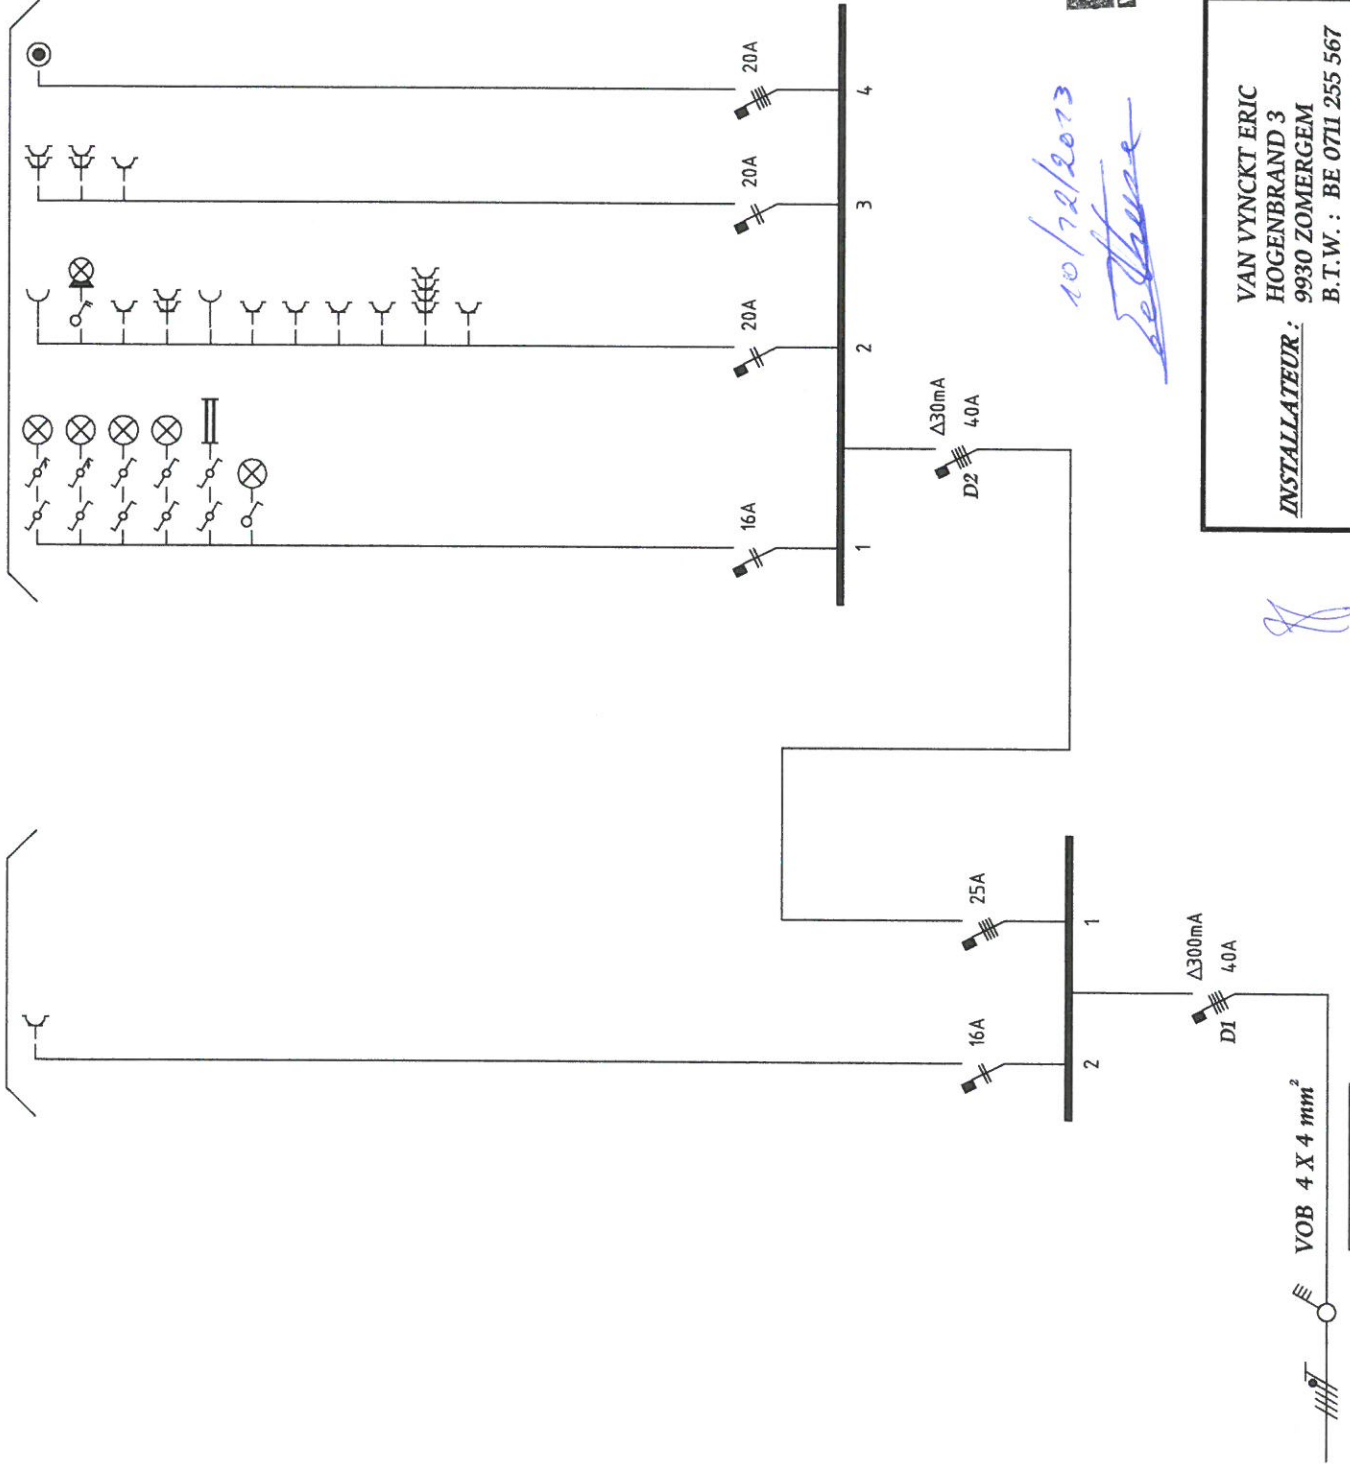 20A
4
20A
3
20A
2
16A
1
Δ30mA
40A
D2
25A
1
16A
2
Δ300mA
40A
D1
VOB 4 X 4 mm²
10/12/2013
INSTALLATEUR :
VAN VYNCKT ERIC
HOGENBRAND 3
9930 ZOMERGEM
B.T.W. : BE 0711 255 567